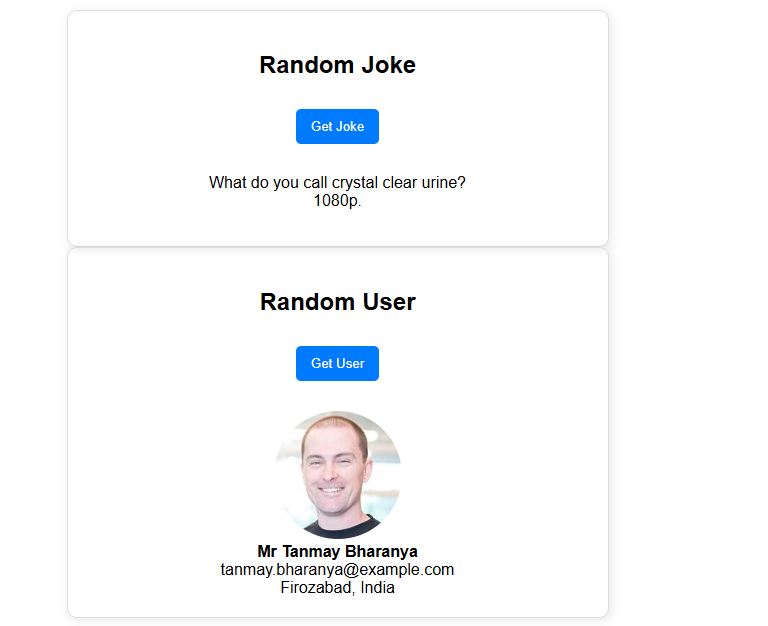 Random Joke
Get Joke
What do you call crystal clear urine?
1080p.
Random User
Get User
Mr Tanmay Bharanya
tanmay.bharanya@example.com
Firozabad, India